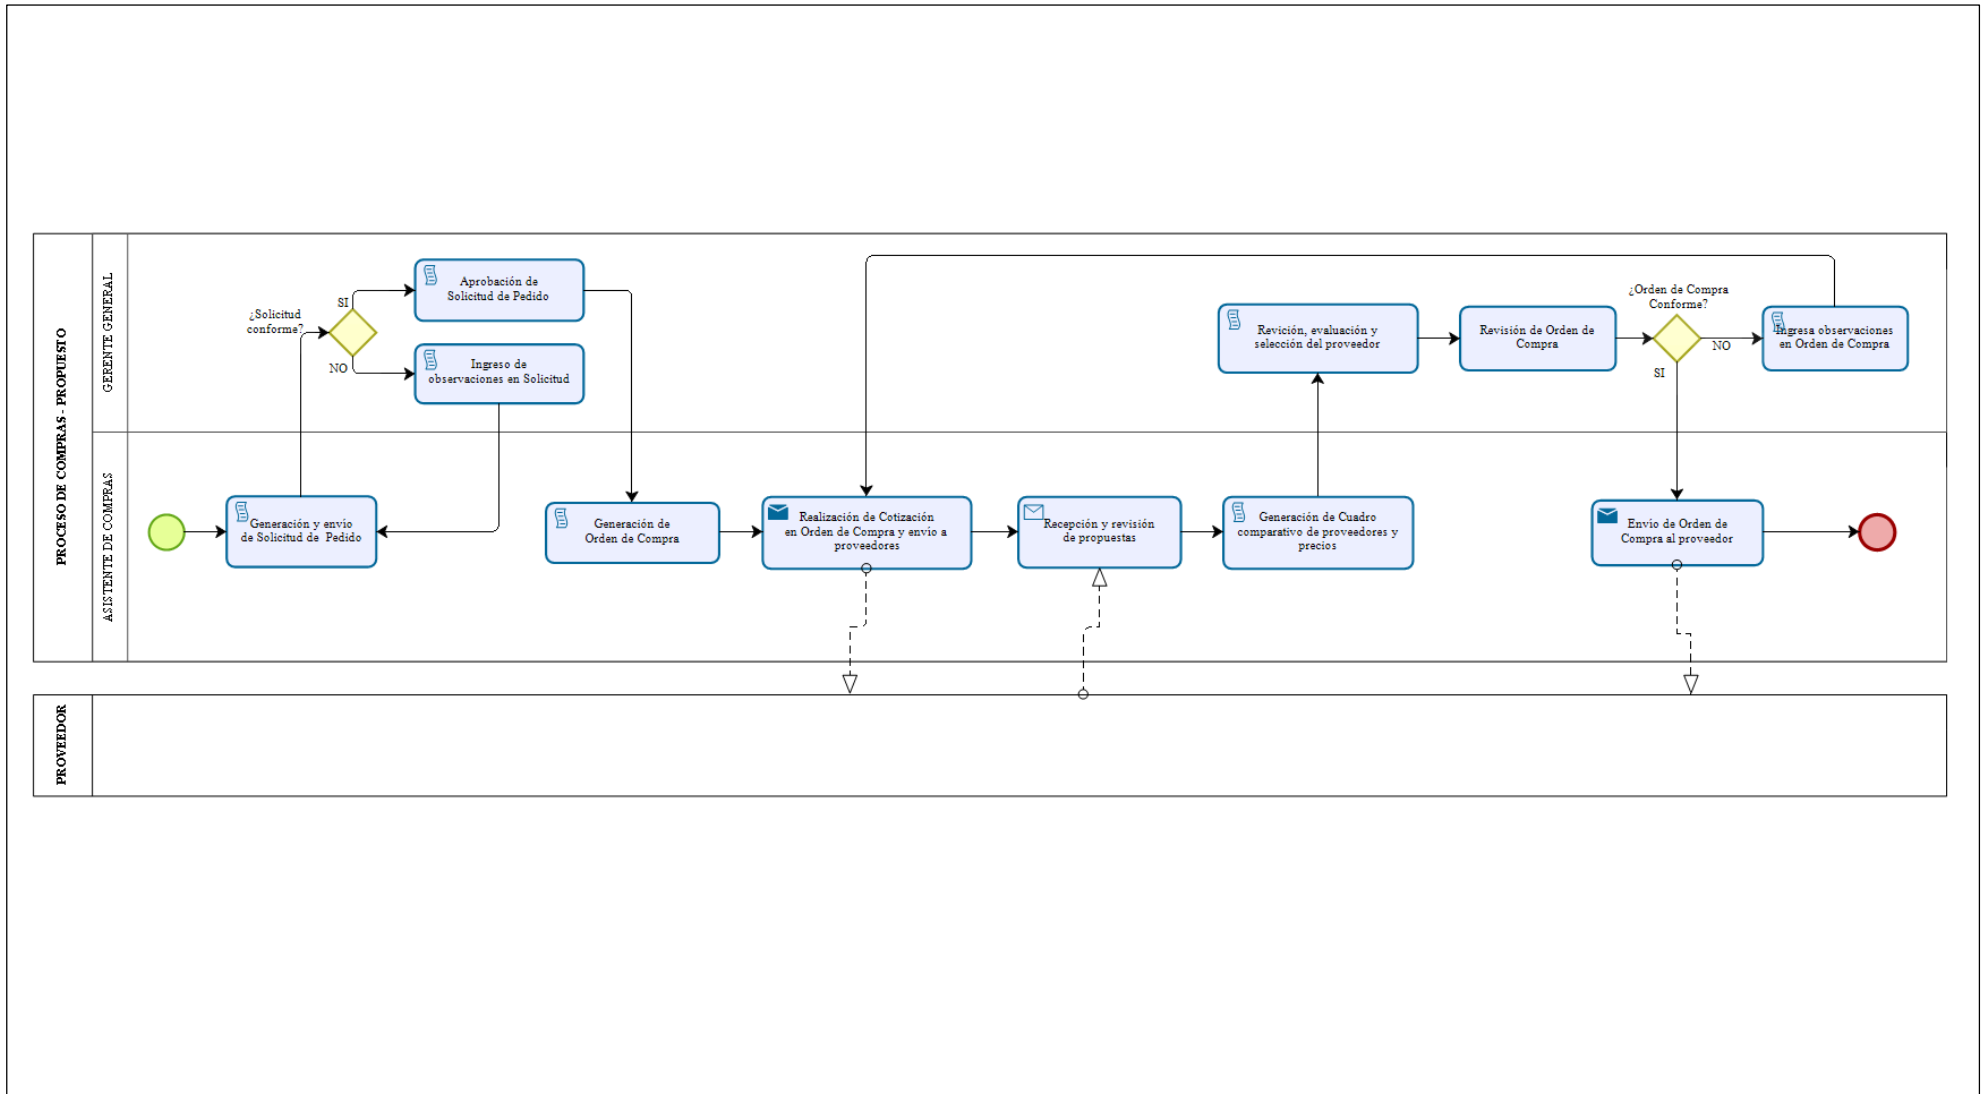 PROCESO DE COMPRAS - PROPUESTO
GERENTE GENERAL
¿Solicitud
conforme?
SI
NO
Aprobación de
Solicitud de Pedido
Ingreso de
observaciones en Solicitud
Revición, evaluación y
selección del proveedor
Revisión de Orden de
Compra
¿Orden de Compra
Conforme?
NO
SI
Ingresa observaciones
en Orden de Compra
ASISTENTE DE COMPRAS
Generación y envío
de Solicitud de Pedido
Generación de
Orden de Compra
Realización de Cotización
en Orden de Compra y envío a
proveedores
Recepción y revisión
de propuestas
Generación de Cuadro
comparativo de proveedores y
precios
Envío de Orden de
Compra al proveedor
PROVEEDOR